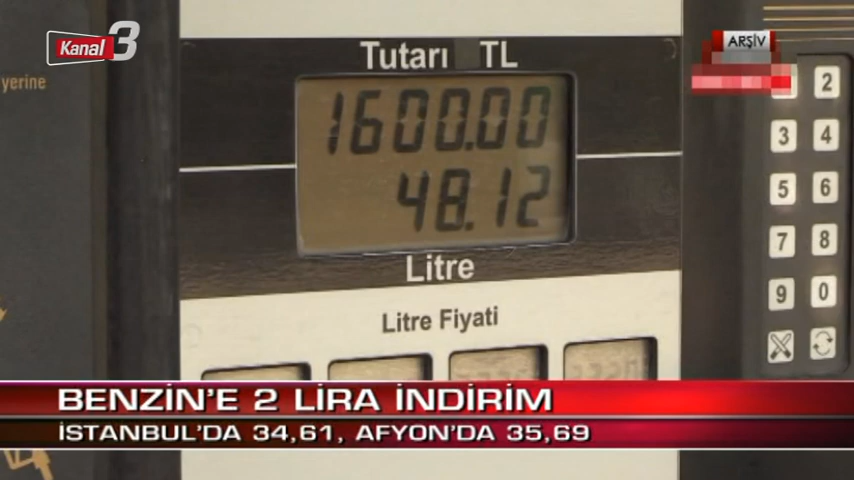 Kanal 3
ARŞİV
yerine
Tutarı TL
1600.00
48.12
Litre
Litre Fiyati
2
3 4
5 6
7 8
9 0
BENZİN'E 2 LİRA İNDİRİM
İSTANBUL'DA 34,61, AFYON'DA 35,69